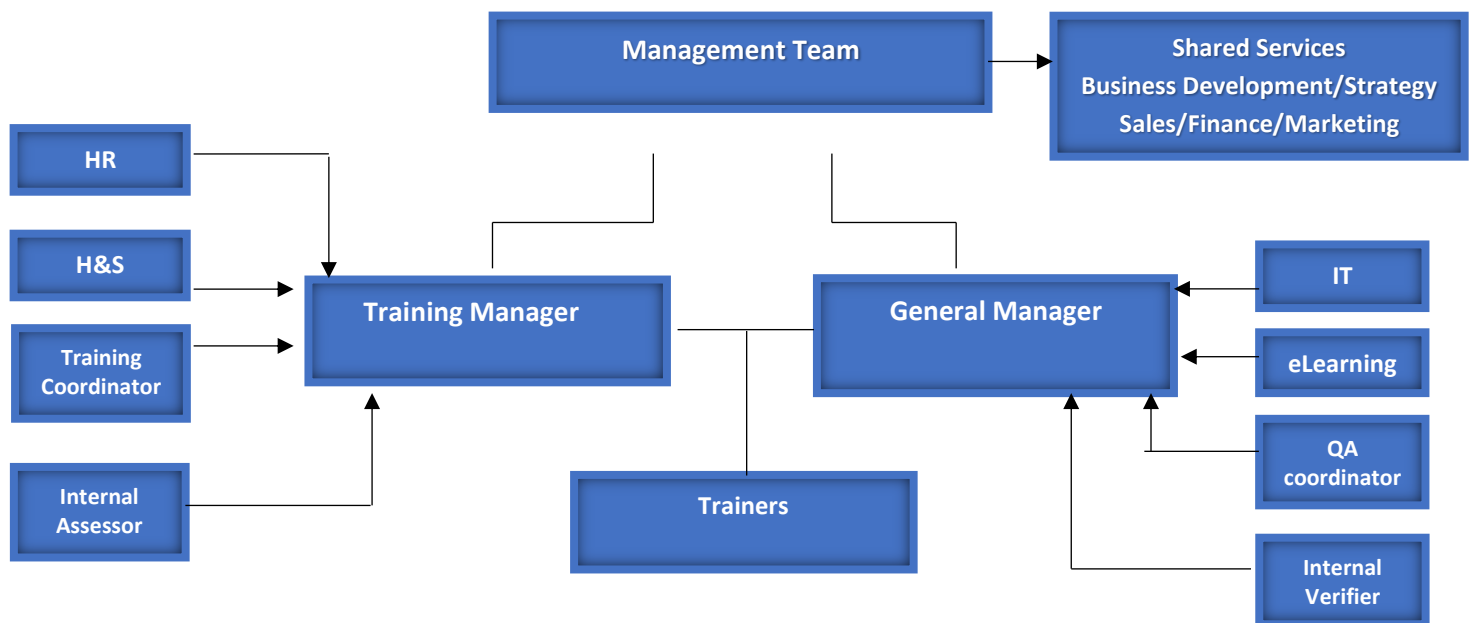 Management Team
Shared Services
Business Development/Strategy
Sales/Finance/Marketing
HR
H&S
Training Manager
General Manager
IT
Training
Coordinator
eLearning
Internal
Assessor
Trainers
QA
coordinator
Internal
Verifier